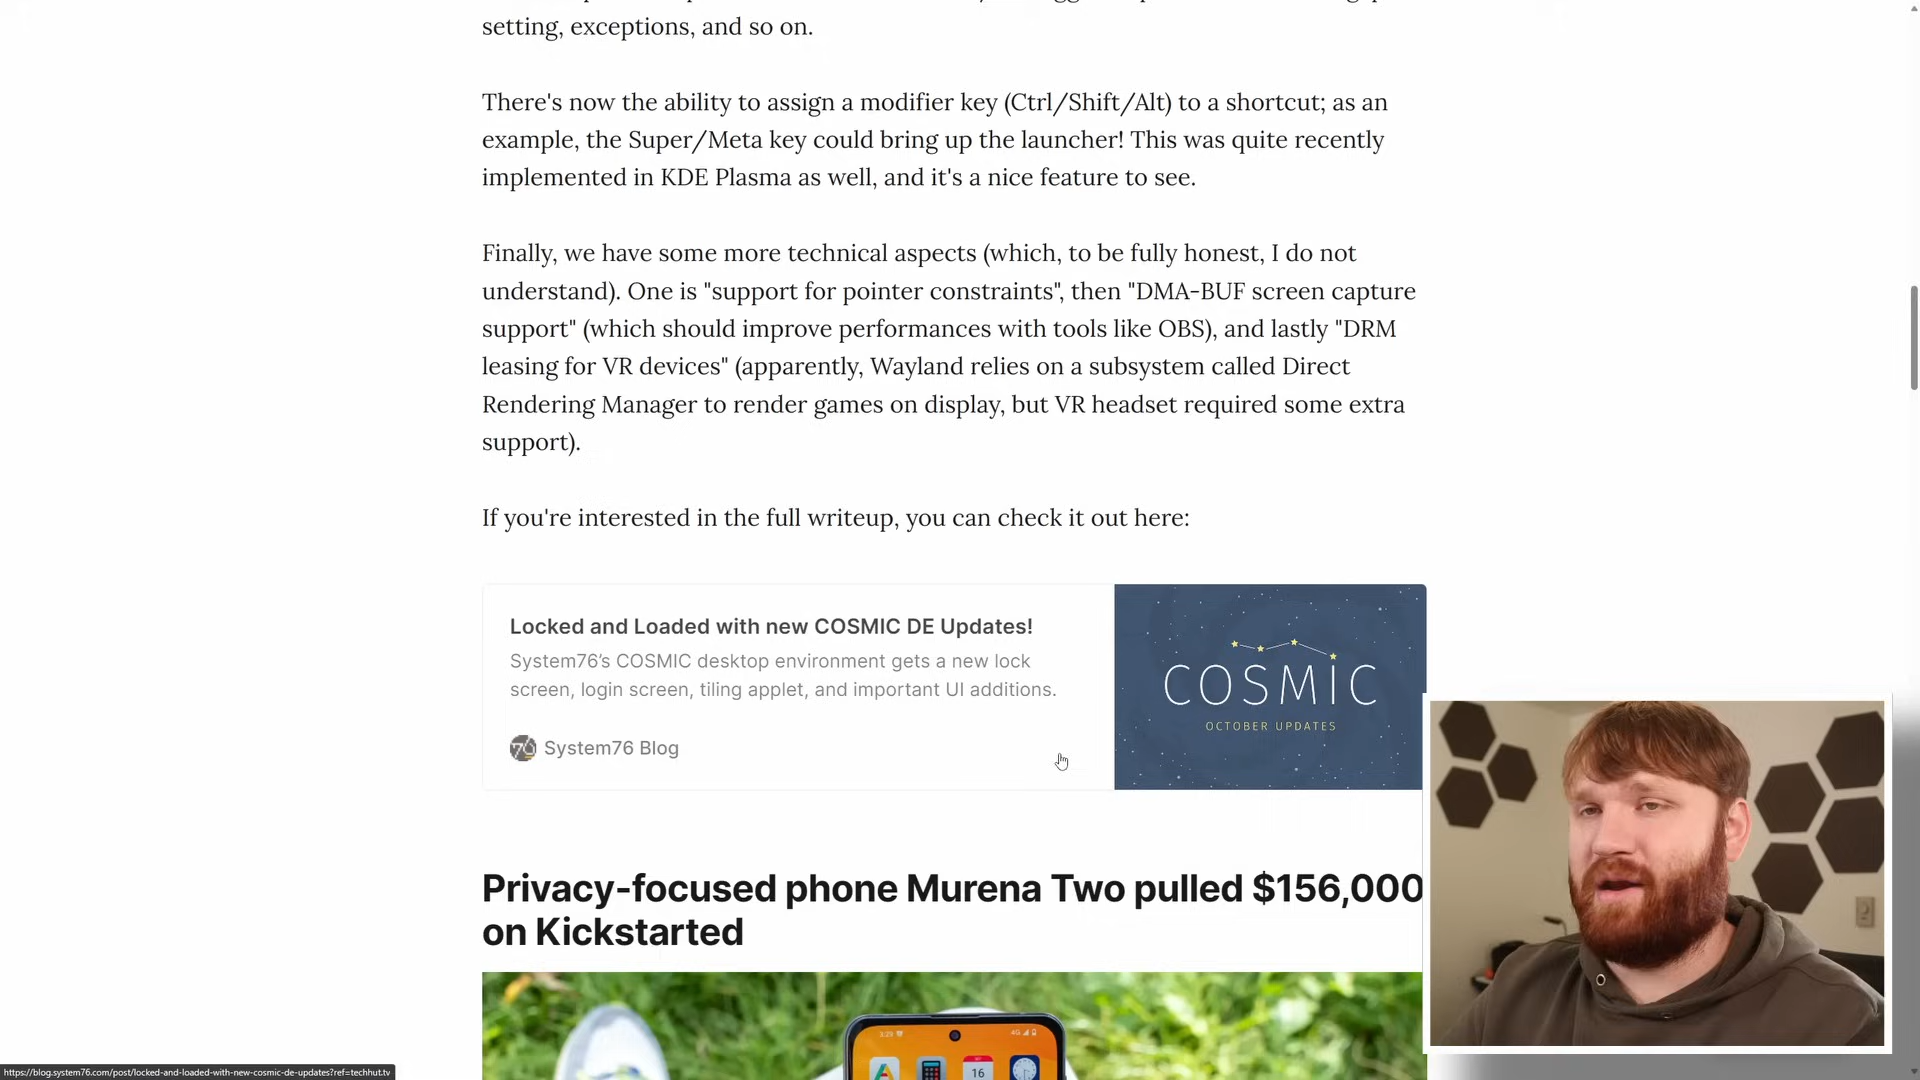 setting, exceptions, and so on.
There's now the ability to assign a modifier key (Ctrl/Shift/Alt) to a shortcut; as an
example, the Super/Meta key could bring up the launcher! This was quite recently
implemented in KDE Plasma as well, and it's a nice feature to see.
Finally, we have some more technical aspects (which, to be fully honest, I do not
understand). One is "support for pointer constraints", then "DMA-BUF screen capture
support" (which should improve performances with tools like OBS), and lastly "DRM
leasing for VR devices" (apparently, Wayland relies on a subsystem called Direct
Rendering Manager to render games on display, but VR headset required some extra
support).
If you're interested in the full writeup, you can check it out here:
Locked and Loaded with new COSMIC DE Updates!
System76's COSMIC desktop environment gets a new lock
screen, login screen, tiling applet, and important UI additions.
76 System76 Blog
COSMIC
OCTOBER UPDATES
Privacy-focused phone Murena Two pulled $156,000
on Kickstarted
3:29
4G
16
https://blog.system76.com/post/locked-and-loaded-with-new-cosmic-de-updates?ref=techhut.tv